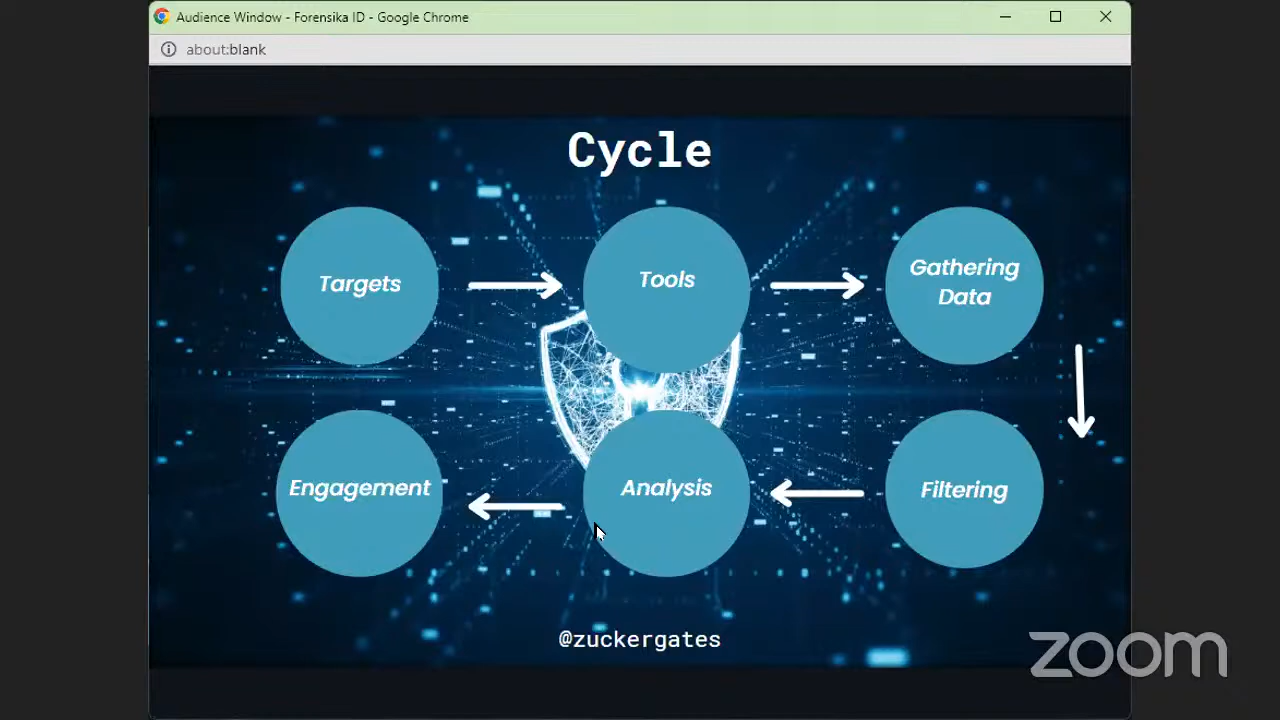 Audience Window - Forensika ID - Google Chrome
about:blank
Cycle
Targets
Tools
Gathering
Data
Engagement
Analysis
Filtering
@zuckergates
zoom